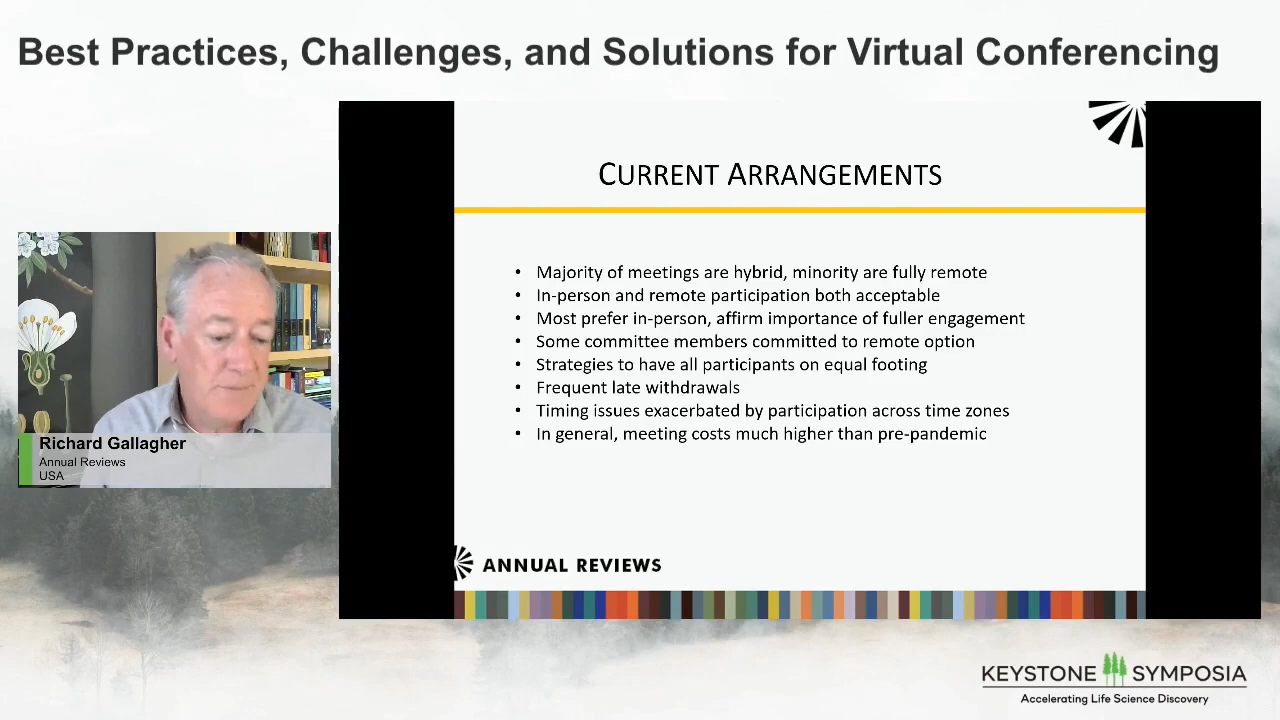 Best Practices, Challenges, and Solutions for Virtual Conferencing
CURRENT ARRANGEMENTS
• Majority of meetings are hybrid, minority are fully remote
• In-person and remote participation both acceptable
• Most prefer in-person, affirm importance of fuller engagement
• Some committee members committed to remote option
• Strategies to have all participants on equal footing
• Frequent late withdrawals
• Timing issues exacerbated by participation across time zones
• In general, meeting costs much higher than pre-pandemic
Richard Gallagher
Annual Reviews
USA
ANNUAL REVIEWS
KEYSTONE SYMPOSIA
Accelerating Life Science Discovery